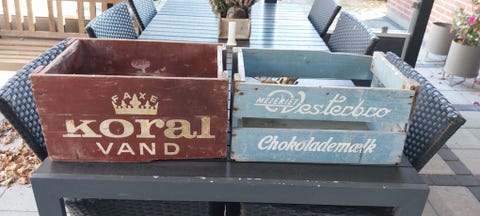 FAXE
Koral
VAND
MEJERIET
Vesterbro
Chokolademælk